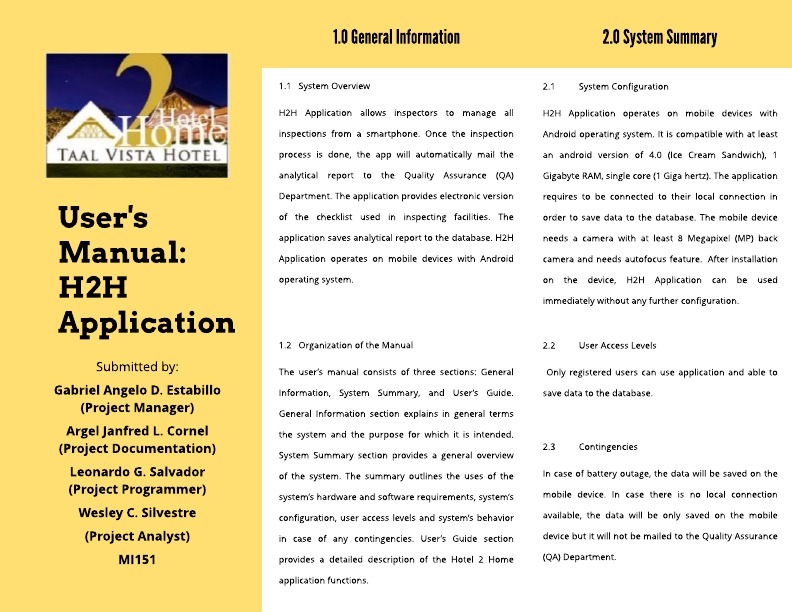 2
Hotel
Home
TAAL VISTA HOTEL
User's
Manual:
H2H
Application
Submitted by:
Gabriel Angelo D. Estabillo
(Project Manager)
Argel Janfred L. Cornel
(Project Documentation)
Leonardo G. Salvador
(Project Programmer)
Wesley C. Silvestre
(Project Analyst)
MI151
1.0 General Information
1.1 System Overview
H2H Application allows inspectors to manage all
inspections from a smartphone. Once the inspection
process is done, the app will automatically mail the
analytical report to the Quality Assurance (QA)
Department. The application provides electronic version
of the checklist used in inspecting facilities. The
application saves analytical report to the database. H2H
Application operates on mobile devices with Android
operating system.
1.2 Organization of the Manual
The user's manual consists of three sections: General
Information, System Summary, and User's Guide.
General Information section explains in general terms
the system and the purpose for which it is intended.
System Summary section provides a general overview
of the system. The summary outlines the uses of the
system's hardware and software requirements, system's
configuration, user access levels and system's behavior
in case of any contingencies. User's Guide section
provides a detailed description of the Hotel 2 Home
application functions.
2.0 System Summary
2.1 System Configuration
H2H Application operates on mobile devices with
Android operating system. It is compatible with at least
an android version of 4.0 (Ice Cream Sandwich), 1
Gigabyte RAM, single core (1 Giga hertz). The application
requires to be connected to their local connection in
order to save data to the database. The mobile device
needs a camera with at least 8 Megapixel (MP) back
camera and needs autofocus feature. After installation
on the device, H2H Application can be used
immediately without any further configuration.
2.2 User Access Levels
Only registered users can use application and able to
save data to the database.
2.3 Contingencies
In case of battery outage, the data will be saved on the
mobile device. In case there is no local connection
available, the data will be only saved on the mobile
device but it will not be mailed to the Quality Assurance
(QA) Department.